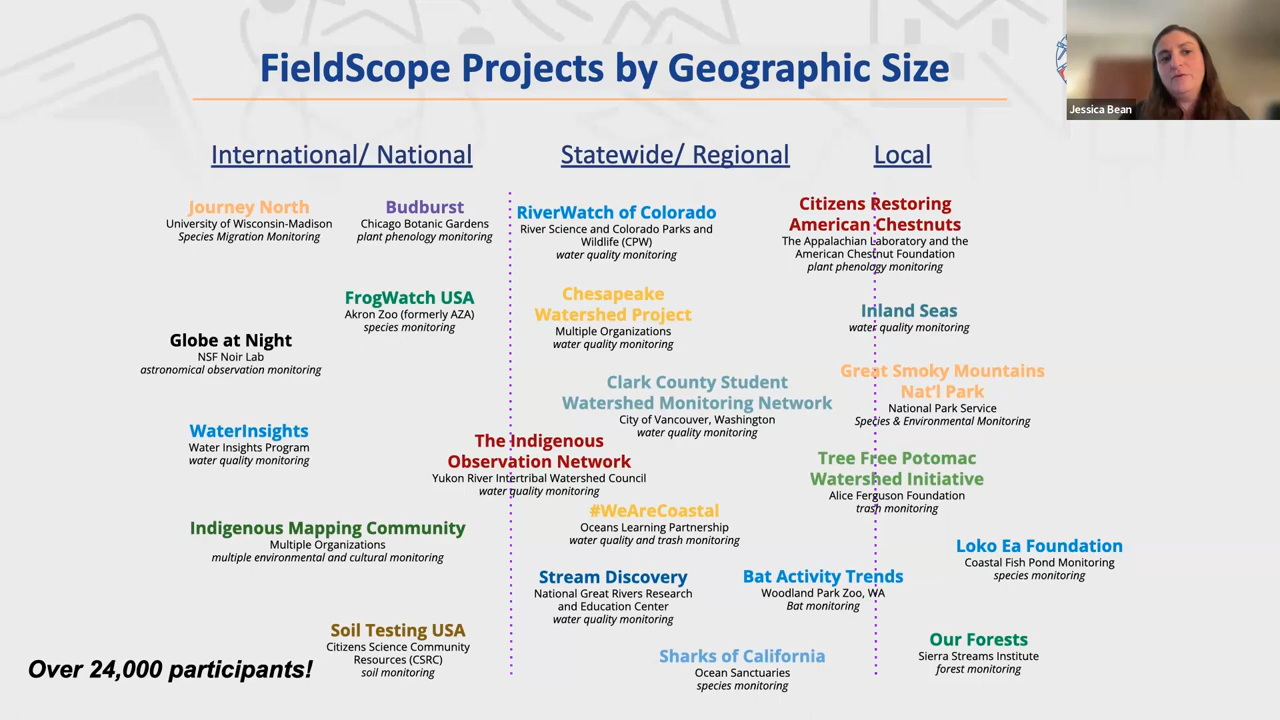 FieldScope Projects by Geographic Size
Jessica Bean
International/ National
Journey North
University of Wisconsin-Madison
Species Migration Monitoring
Budburst
Chicago Botanic Gardens
plant phenology monitoring
FrogWatch USA
Akron Zoo (formerly AZA)
species monitoring
Globe at Night
NSF Noir Lab
astronomical observation monitoring
WaterInsights
Water Insights Program
water quality monitoring
The Indigenous
Observation Network
Yukon River Intertribal Watershed Council
water quality monitoring
Indigenous Mapping Community
Multiple Organizations
multiple environmental and cultural monitoring
Soil Testing USA
Citizens Science Community
Resources (CSRC)
soil monitoring
Over 24,000 participants!
Statewide/ Regional
RiverWatch of Colorado
River Science and Colorado Parks and
Wildlife (CPW)
water quality monitoring
Chesapeake
Watershed Project
Multiple Organizations
water quality monitoring
Clark County Student
Watershed Monitoring Network
City of Vancouver, Washington
water quality monitoring
#WeAreCoastal
Oceans Learning Partnership
water quality and trash monitoring
Stream Discovery
National Great Rivers Research
and Education Center
water quality monitoring
Bat Activity Trends
Woodland Park Zoo, WA
Bat monitoring
Sharks of California
Ocean Sanctuaries
species monitoring
Local
Citizens Restoring
American Chestnuts
The Appalachian Laboratory and the
American Chestnut Foundation
plant phenology monitoring
Inland Seas
water quality monitoring
Great Smoky Mountains
Nat'l Park
National Park Service
Species & Environmental Monitoring
Tree Free Potomac
Watershed Initiative
Alice Ferguson Foundation
trash monitoring
Loko Ea Foundation
Coastal Fish Pond Monitoring
species monitoring
Our Forests
Sierra Streams Institute
forest monitoring